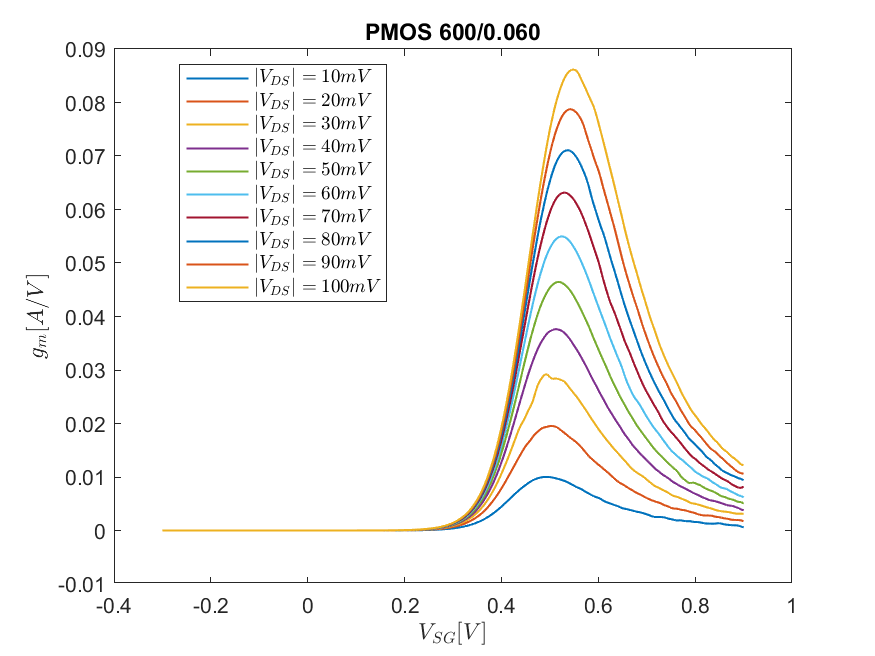 PMOS 600/0.060
0.09
0.08
0.07
0.06
0.05
0.04
0.03
0.02
0.01
0
-0.01
g_m[A/V]
|V_DS| = 10mV
|V_DS| = 20mV
|V_DS| = 30mV
|V_DS| = 40mV
|V_DS| = 50mV
|V_DS| = 60mV
|V_DS| = 70mV
|V_DS| = 80mV
|V_DS| = 90mV
|V_DS| = 100mV
-0.4 -0.2 0 0.2 0.4 0.6 0.8 1
V_SG[V]